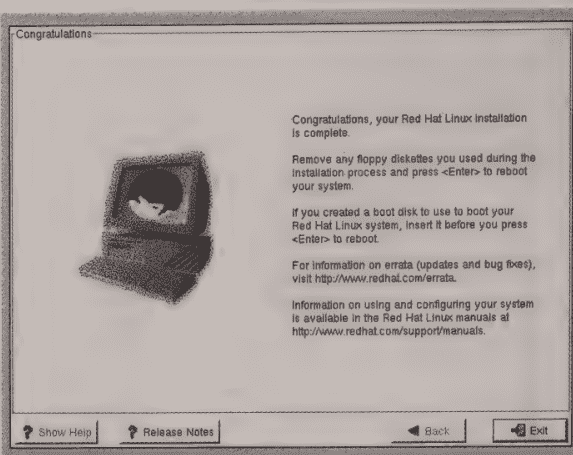 Congratulations
Congratulations, your Red Hat Linux installation
is complete.
Remove any floppy diskettes you used during the
installation process and press <Enter> to reboot
your system.
If you created a boot disk to use to boot your
Red Hat Linux system, insert it before you press
<Enter> to reboot.
For information on errata (updates and bug fixes),
visit http://www.redhat.com/errata.
Information on using and configuring your system
is available in the Red Hat Linux manuals at
http://www.redhat.com/support/manuals.
Show Help
Release Notes
Back
Exit